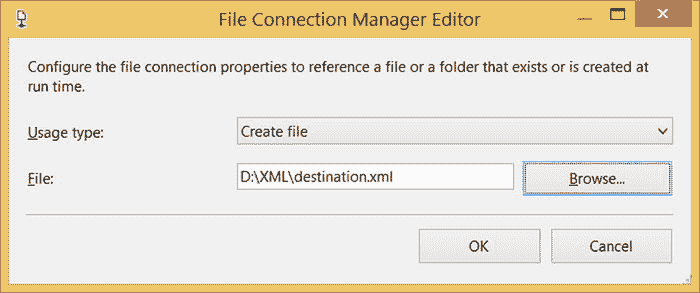 File Connection Manager Editor
Configure the file connection properties to reference a file or a folder that exists or is created at
run time.
Usage type: Create file
File: D:\XML\destination.xml Browse...
OK Cancel